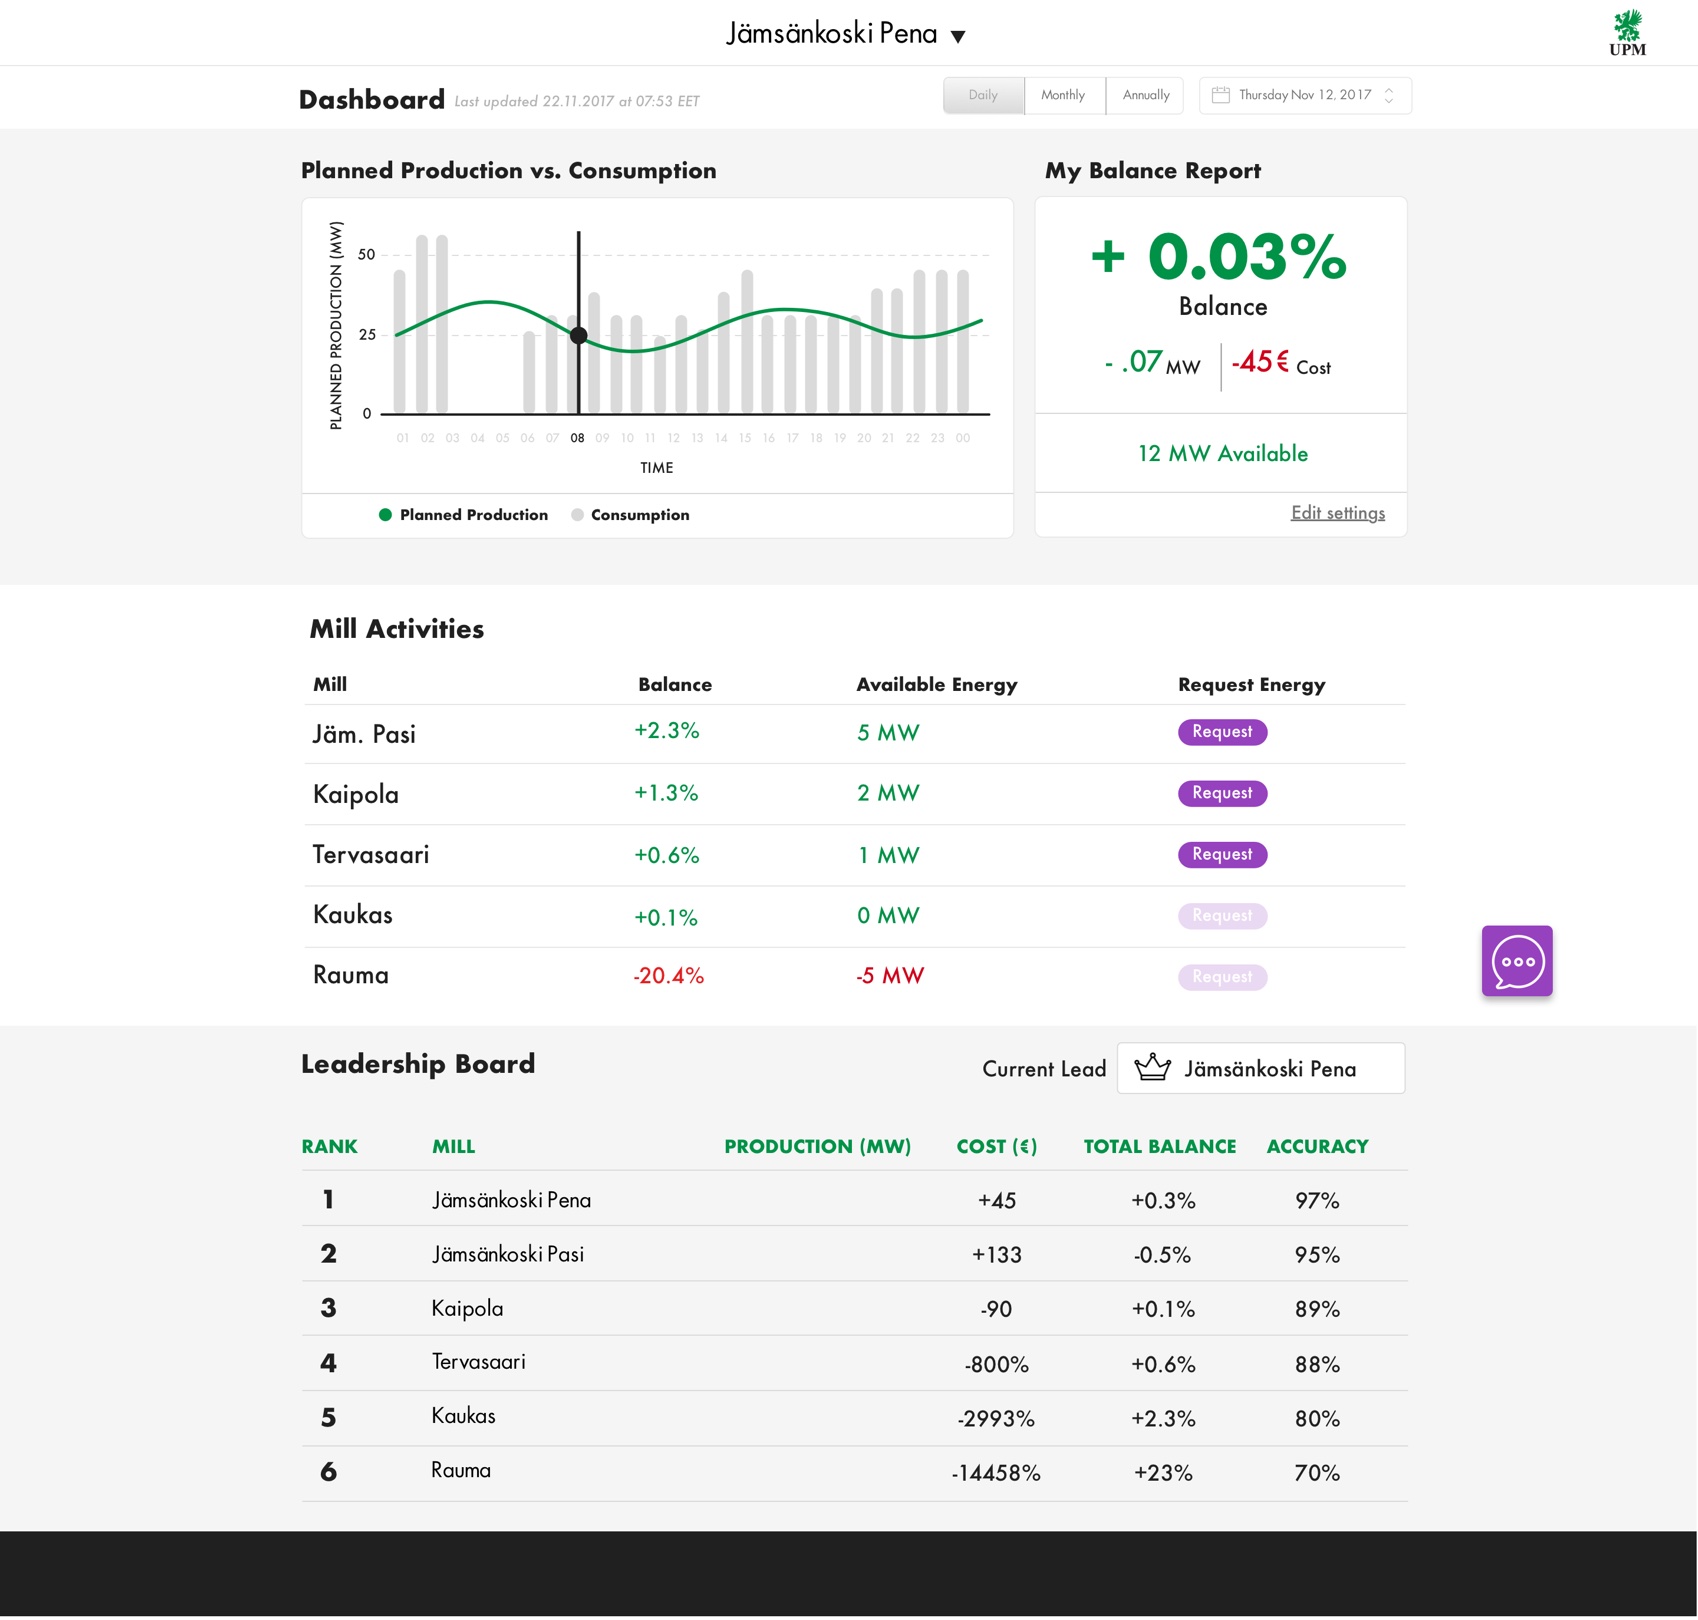 Jämsänkoski Pena ▼
UPM
Dashboard Last updated 22.11.2017 at 07:53 EET
Daily Monthly Annually Thursday Nov 12, 2017
Planned Production vs. Consumption
PLANNED PRODUCTION (MW)
50
25
0
01 02 03 04 05 06 07 08 09 10 11 12 13 14 15 16 17 18 19 20 21 22 23 00
TIME
Planned Production Consumption
My Balance Report
+ 0.03%
Balance
- .07 MW -45€ Cost
12 MW Available
Edit settings
Mill Activities
Mill Balance Available Energy Request Energy
Jäm. Pasi +2.3% 5 MW Request
Kaipola +1.3% 2 MW Request
Tervasaari +0.6% 1 MW Request
Kaukas +0.1% 0 MW Request
Rauma -20.4% -5 MW Request
Leadership Board
Current Lead Jämsänkoski Pena
RANK MILL PRODUCTION (MW) COST (€) TOTAL BALANCE ACCURACY
1 Jämsänkoski Pena +45 +0.3% 97%
2 Jämsänkoski Pasi +133 -0.5% 95%
3 Kaipola -90 +0.1% 89%
4 Tervasaari -800% +0.6% 88%
5 Kaukas -2993% +2.3% 80%
6 Rauma -14458% +23% 70%